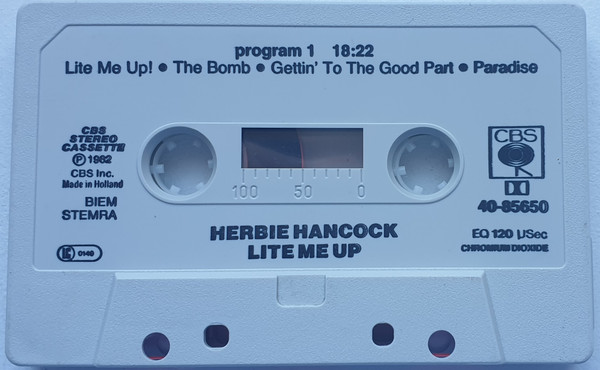 program 1 18:22
Lite Me Up! • The Bomb • Gettin' To The Good Part • Paradise
CBS
STEREO
CASSETTE
℗ 1982
CBS Inc.
Made in Holland
BIEM
STEMRA
0140
100 50 0
CBS
40-85650
EQ 120 µSec
CHROMIUM DIOXIDE
HERBIE HANCOCK
LITE ME UP